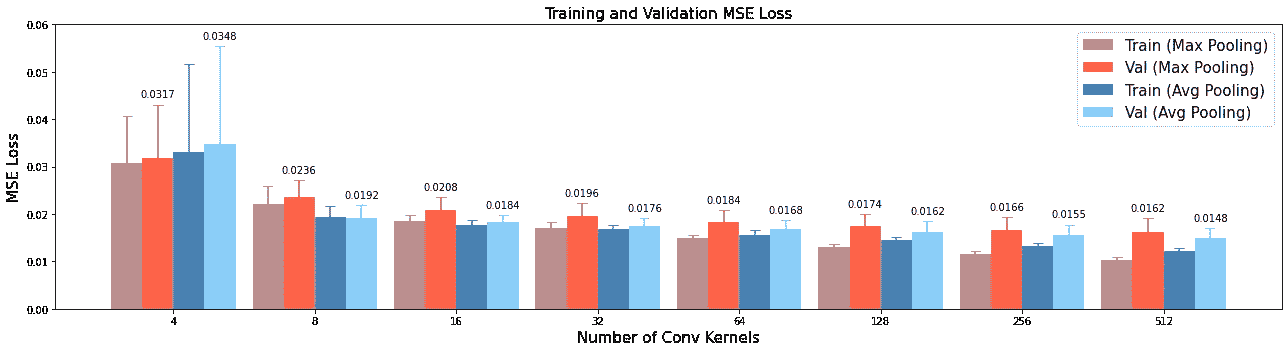 Training and Validation MSE Loss
MSE Loss
0.06
0.05
0.04
0.03
0.02
0.01
0.00
0.0317
0.0348
0.0236
0.0192
0.0208
0.0184
0.0196
0.0176
0.0184
0.0168
0.0174
0.0162
0.0166
0.0155
0.0162
0.0148
Train (Max Pooling)
Val (Max Pooling)
Train (Avg Pooling)
Val (Avg Pooling)
4 8 16 32 64 128 256 512
Number of Conv Kernels